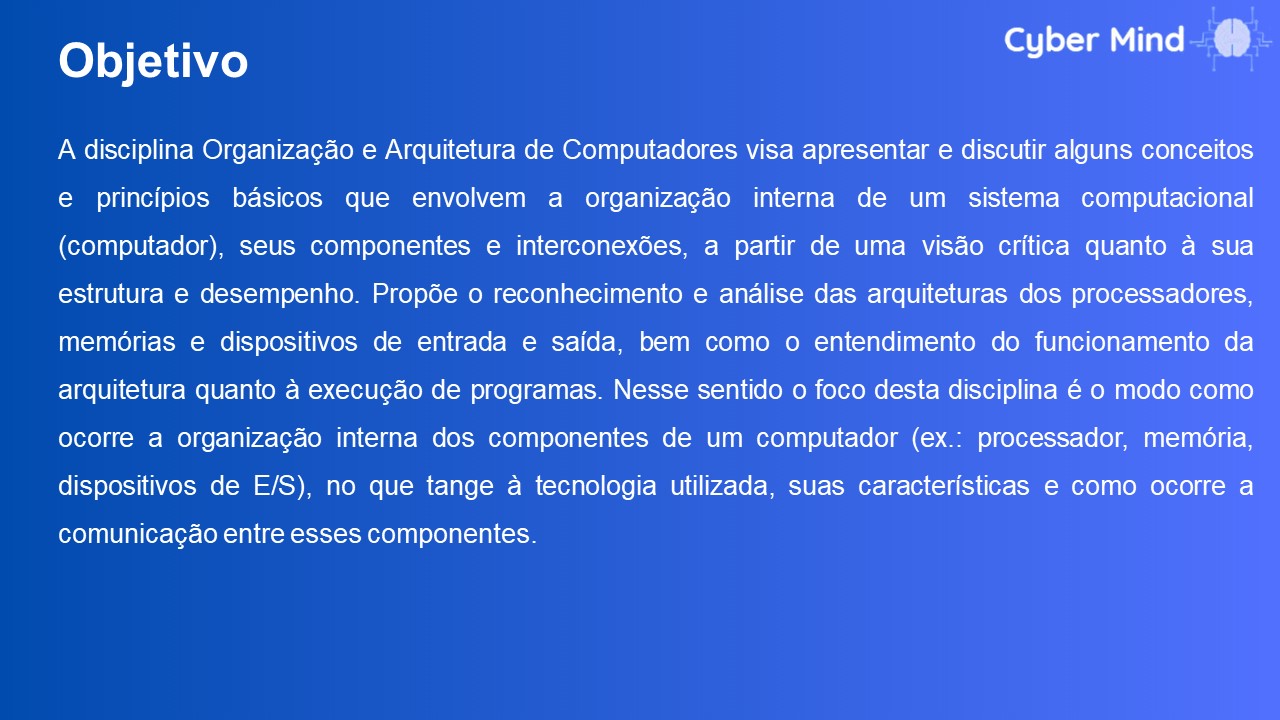 Objetivo
Cyber Mind
A disciplina Organização e Arquitetura de Computadores visa apresentar e discutir alguns conceitos
e princípios básicos que envolvem a organização interna de um sistema computacional
(computador), seus componentes e interconexões, a partir de uma visão crítica quanto à sua
estrutura e desempenho. Propõe o reconhecimento e análise das arquiteturas dos processadores,
memórias e dispositivos de entrada e saída, bem como o entendimento do funcionamento da
arquitetura quanto à execução de programas. Nesse sentido o foco desta disciplina é o modo como
ocorre a organização interna dos componentes de um computador (ex.: processador, memória,
dispositivos de E/S), no que tange à tecnologia utilizada, suas características e como ocorre a
comunicação entre esses componentes.